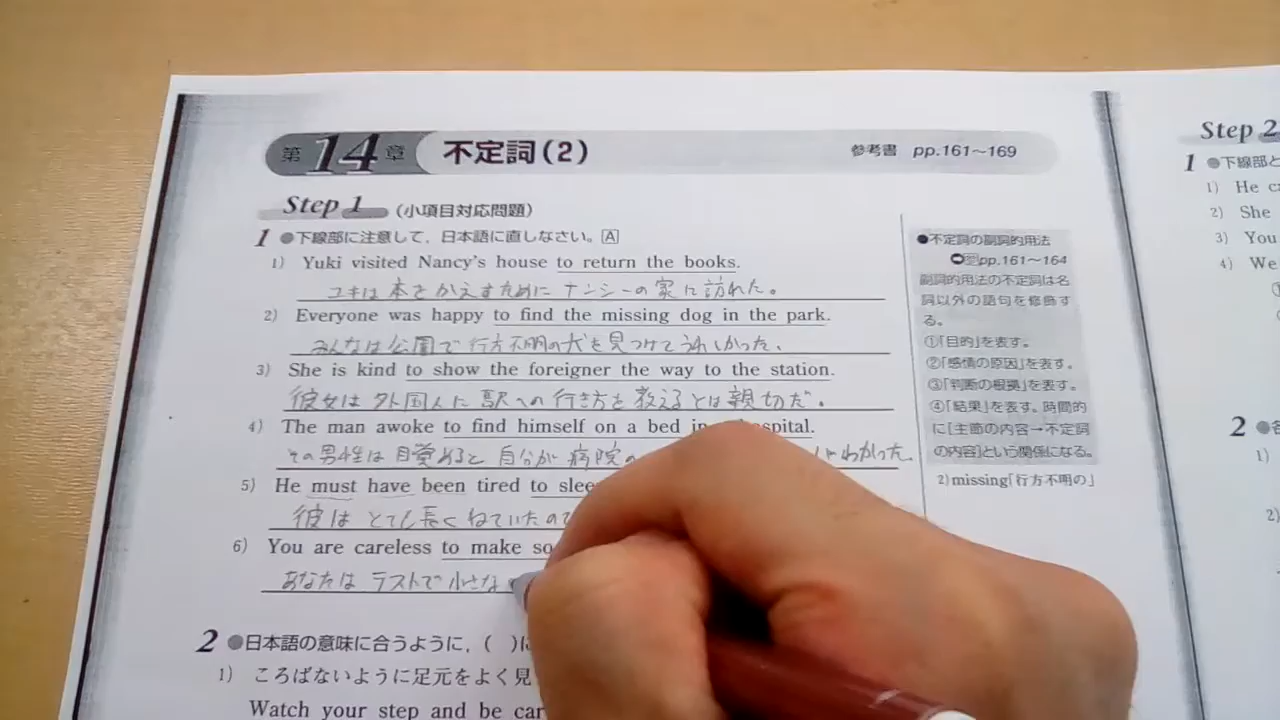 第14章 不定詞(2) 参考書 pp.161〜169
Step 1 (小項目対応問題)
1 ●下線部に注意して,日本語に直しなさい。A
1) Yuki visited Nancy's house to return the books.
ユキは本をかえすためにナンシーの家に訪れた。
2) Everyone was happy to find the missing dog in the park.
みんなは公園で行方不明の犬を見つけてうれしかった。
3) She is kind to show the foreigner the way to the station.
彼女は外国人に駅への行き方を教えるとは親切だ。
4) The man awoke to find himself on a bed in hospital.
その男性は目覚めると自分が病院の わかった。
5) He must have been tired to slee
彼はとても長くねていたので
6) You are careless to make so
あなたはテストで小さな
2 ●日本語の意味に合うように,( )に
1) ころばないように足元をよく見
Watch your step and be car
●不定詞の副詞的用法
➡pp.161〜164
副詞的用法の不定詞は名
詞以外の語句を修飾す
る。
①「目的」を表す。
②「感情の原因」を表す。
③「判断の根拠」を表す。
④「結果」を表す。時間的
に[主節の内容→不定詞
の内容]という関係になる。
2) missing「行方不明の」
Step 2
1 ●下線部と
1) He c
2) She
3) You
4) We
2 ●
1)
2)